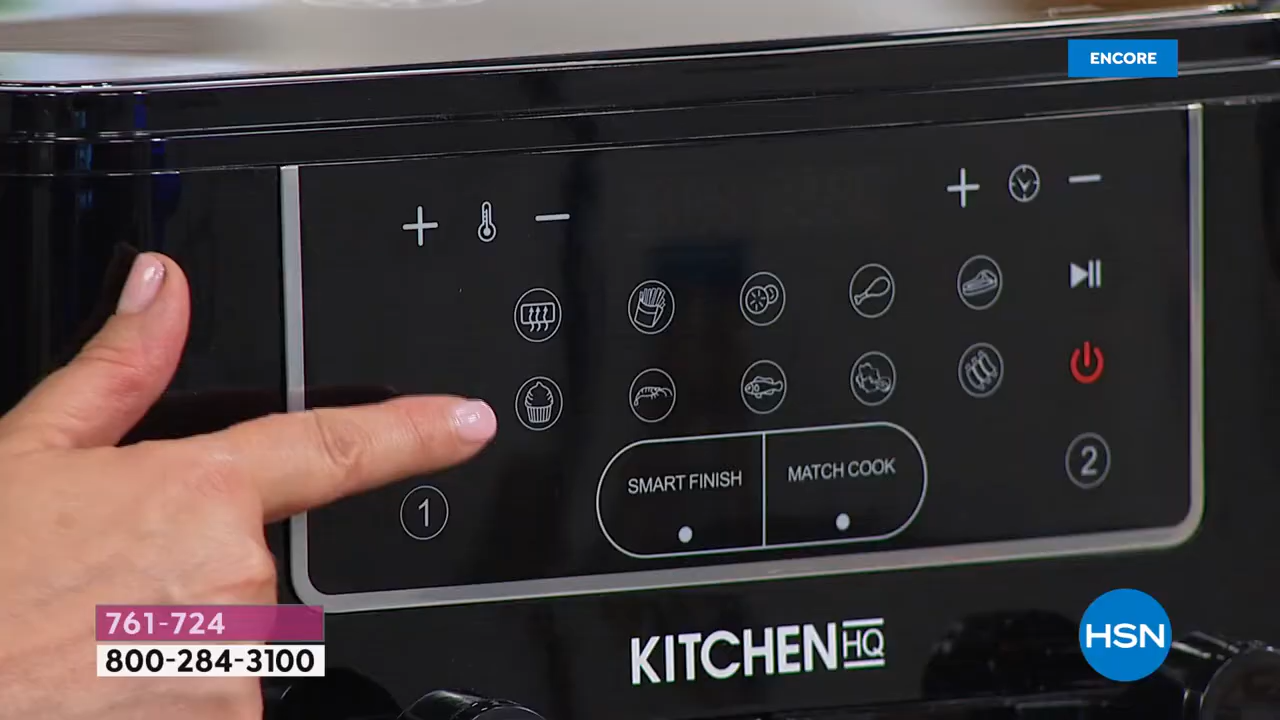 ENCORE
SMART FINISH
MATCH COOK
1
2
761-724
800-284-3100
KITCHEN HQ
HSN